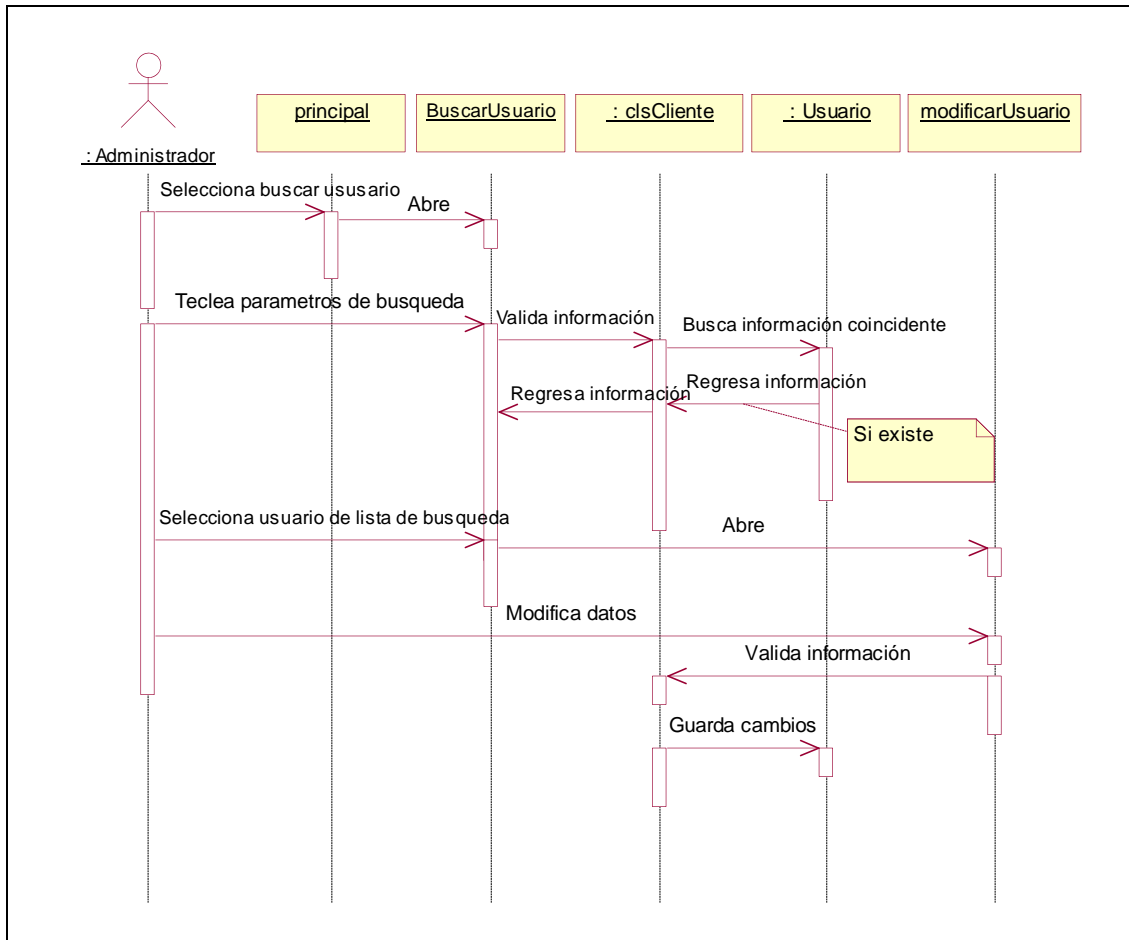 principal
BuscarUsuario
: clsCliente
: Usuario
modificarUsuario
: Administrador
Selecciona buscar ususario
Abre
Teclea parametros de busqueda
Valida información
Busca información coincidente
Regresa información
Regresa información
Si existe
Selecciona usuario de lista de busqueda
Abre
Modifica datos
Valida información
Guarda cambios